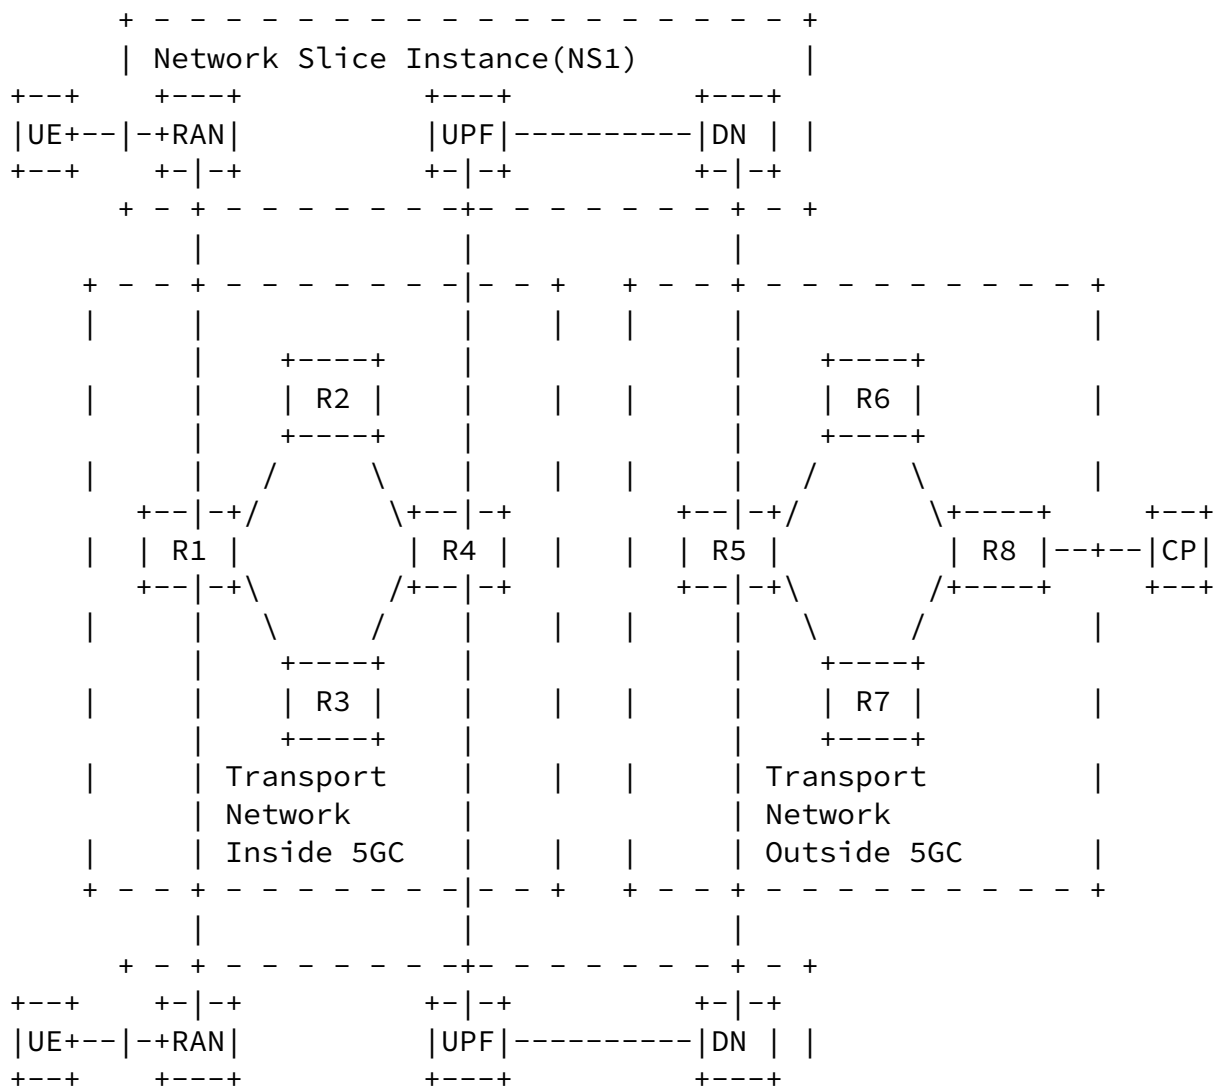 Network Slice Instance(NS1)
UE RAN UPF DN
R2 R6
R1 R4 R5 R8 CP
R3 R7
Transport Transport
Network Network
Inside 5GC Outside 5GC
UE RAN UPF DN